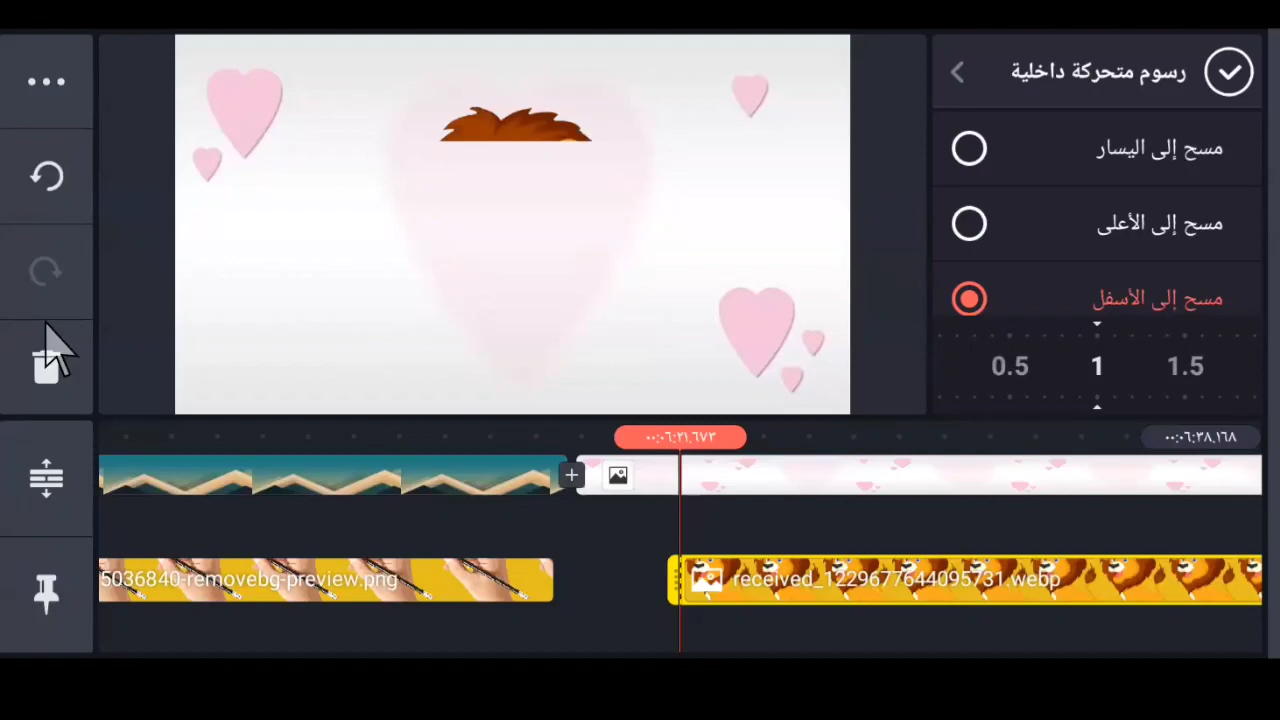 رسوم متحركة داخلية
مسح إلى اليسار
مسح إلى الأعلى
مسح إلى الأسفل
0.5 1 1.5
٠٠:٠٦:٢١.٦٧٣
٠٠:٠٦:٣٨.١٦٨
5036840-removebg-preview.png
received_1229677644095731.webp